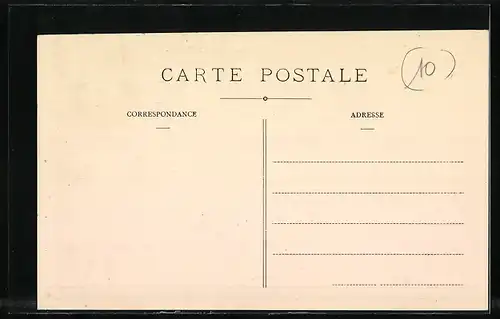 CARTE POSTALE
10
CORRESPONDANCE
ADRESSE